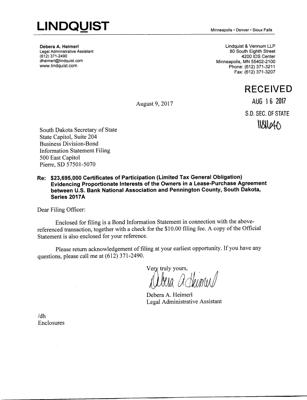 LINDQUIST
Minneapolis • Denver • Sioux Falls
Debera A. Heimerl
Legal Administrative Assistant
(612) 371-2490
dheimerl@lindquist.com
www.lindquist.com
Lindquist & Vennum LLP
80 South Eighth Street
4200 IDS Center
Minneapolis, MN 55402-2100
Phone: (612) 371-3211
Fax: (612) 371-3207
RECEIVED
AUG 16 2017
S.D. SEC. OF STATE
August 9, 2017
South Dakota Secretary of State
State Capitol, Suite 204
Business Division-Bond
Information Statement Filing
500 East Capitol
Pierre, SD 57501-5070
Re: $23,695,000 Certificates of Participation (Limited Tax General Obligation)
Evidencing Proportionate Interests of the Owners in a Lease-Purchase Agreement
between U.S. Bank National Association and Pennington County, South Dakota,
Series 2017A
Dear Filing Officer:
Enclosed for filing is a Bond Information Statement in connection with the above-
referenced transaction, together with a check for the $10.00 filing fee. A copy of the Official
Statement is also enclosed for your reference.
Please return acknowledgement of filing at your earliest opportunity. If you have any
questions, please call me at (612) 371-2490.
Very truly yours,
Debera A. Heimerl
Debera A. Heimerl
Legal Administrative Assistant
/dh
Enclosures